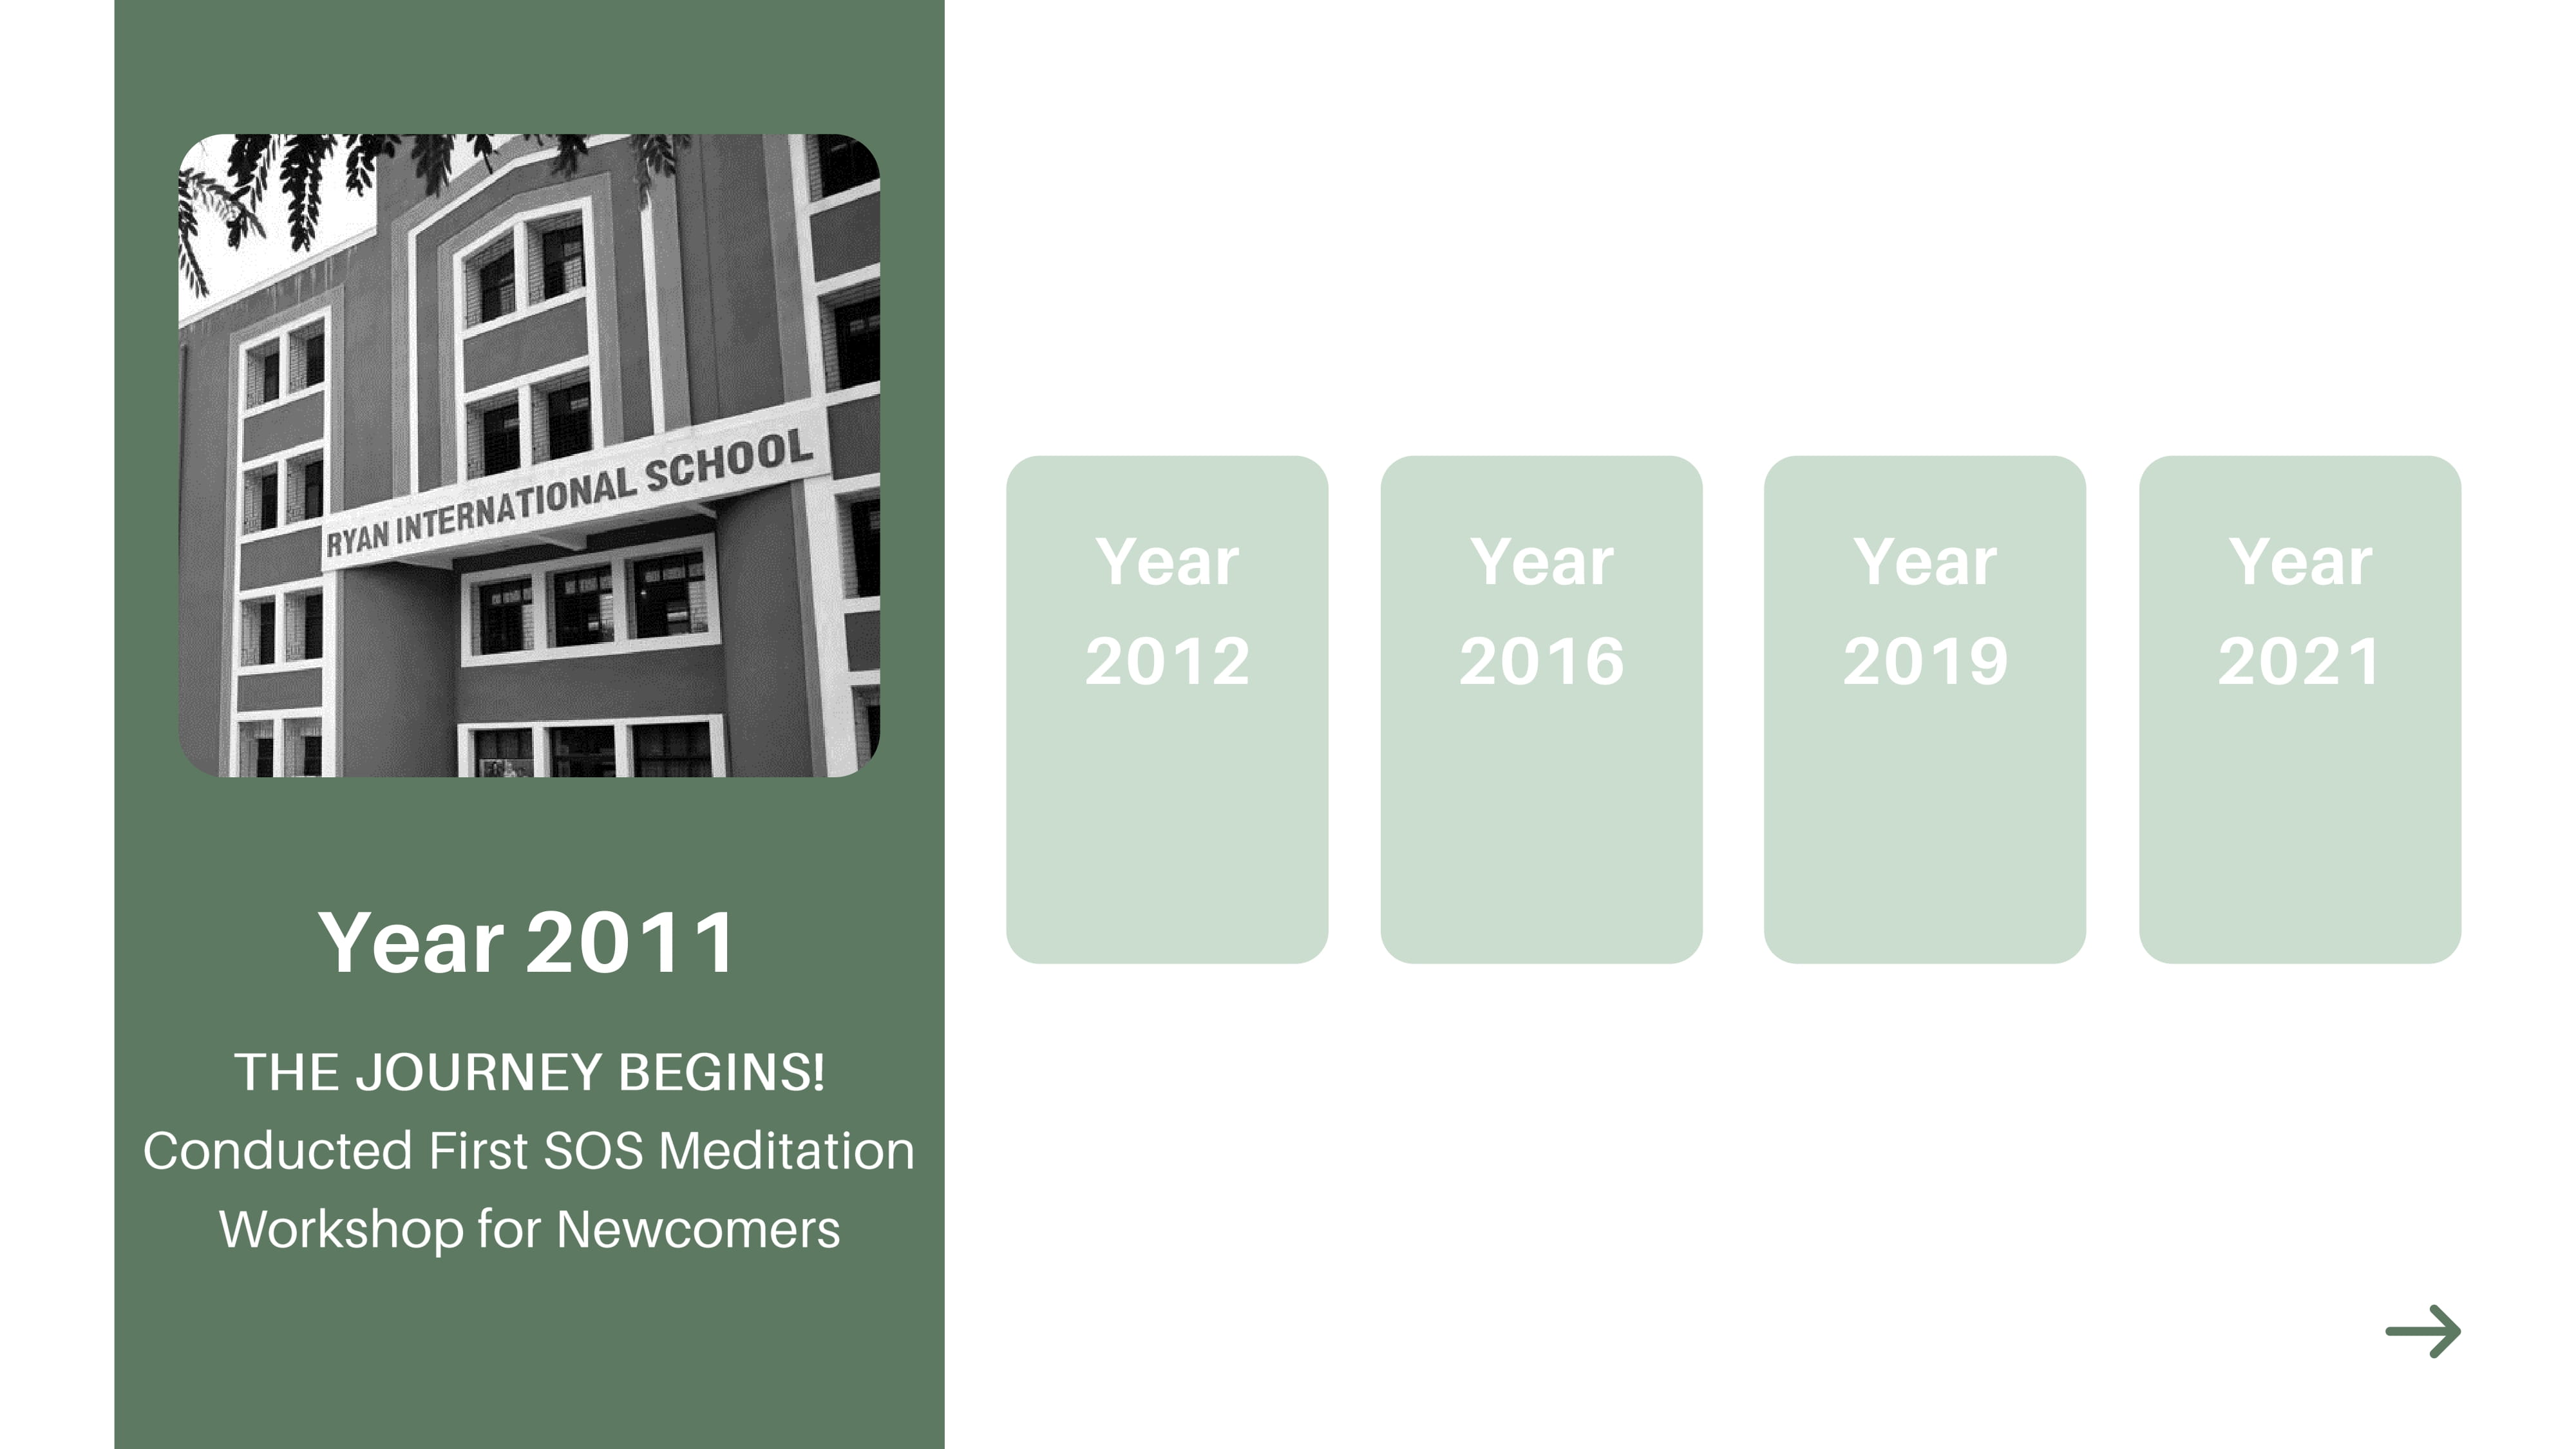 RYAN INTERNATIONAL SCHOOL
Year 2011
THE JOURNEY BEGINS!
Conducted First SOS Meditation
Workshop for Newcomers
Year
2012
Year
2016
Year
2019
Year
2021